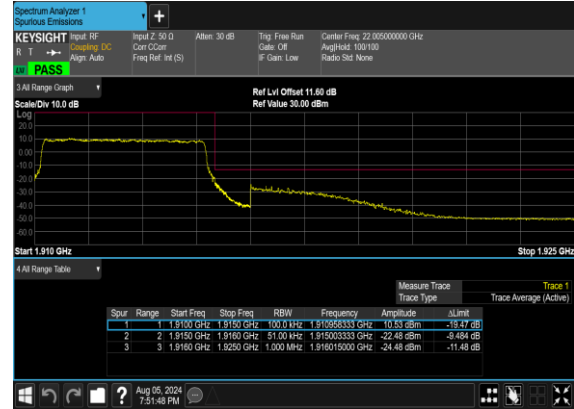 Spectrum Analyzer 1
Spurious Emissions
KEYSIGHT Input: RF Input Z: 50 Ω Atten: 30 dB Trig: Free Run Center Freq: 22.005000000 GHz
R T Coupling: DC Corr CCorr Gate: Off Avg|Hold: 100/100
Align: Auto Freq Ref: Int (S) IF Gain: Low Radio Std: None
PASS
3 All Range Graph
Ref Lvl Offset 11.60 dB
Scale/Div 10.0 dB Ref Value 30.00 dBm
Log
20.0
10.0
0.00
-10.0
-20.0
-30.0
-40.0
-50.0
-60.0
Start 1.910 GHz Stop 1.925 GHz
4 All Range Table
Measure Trace Trace 1
Trace Type Trace Average (Active)
Spur Range Start Freq Stop Freq RBW Frequency Amplitude ΔLimit
1 1 1.9100 GHz 1.9150 GHz 100.0 kHz 1.910958333 GHz 10.53 dBm -19.47 dB
2 2 1.9150 GHz 1.9160 GHz 51.00 kHz 1.915003333 GHz -22.48 dBm -9.484 dB
3 3 1.9160 GHz 1.9250 GHz 1.000 MHz 1.916015000 GHz -24.48 dBm -11.48 dB
? Aug 05, 2024
7:51:48 PM